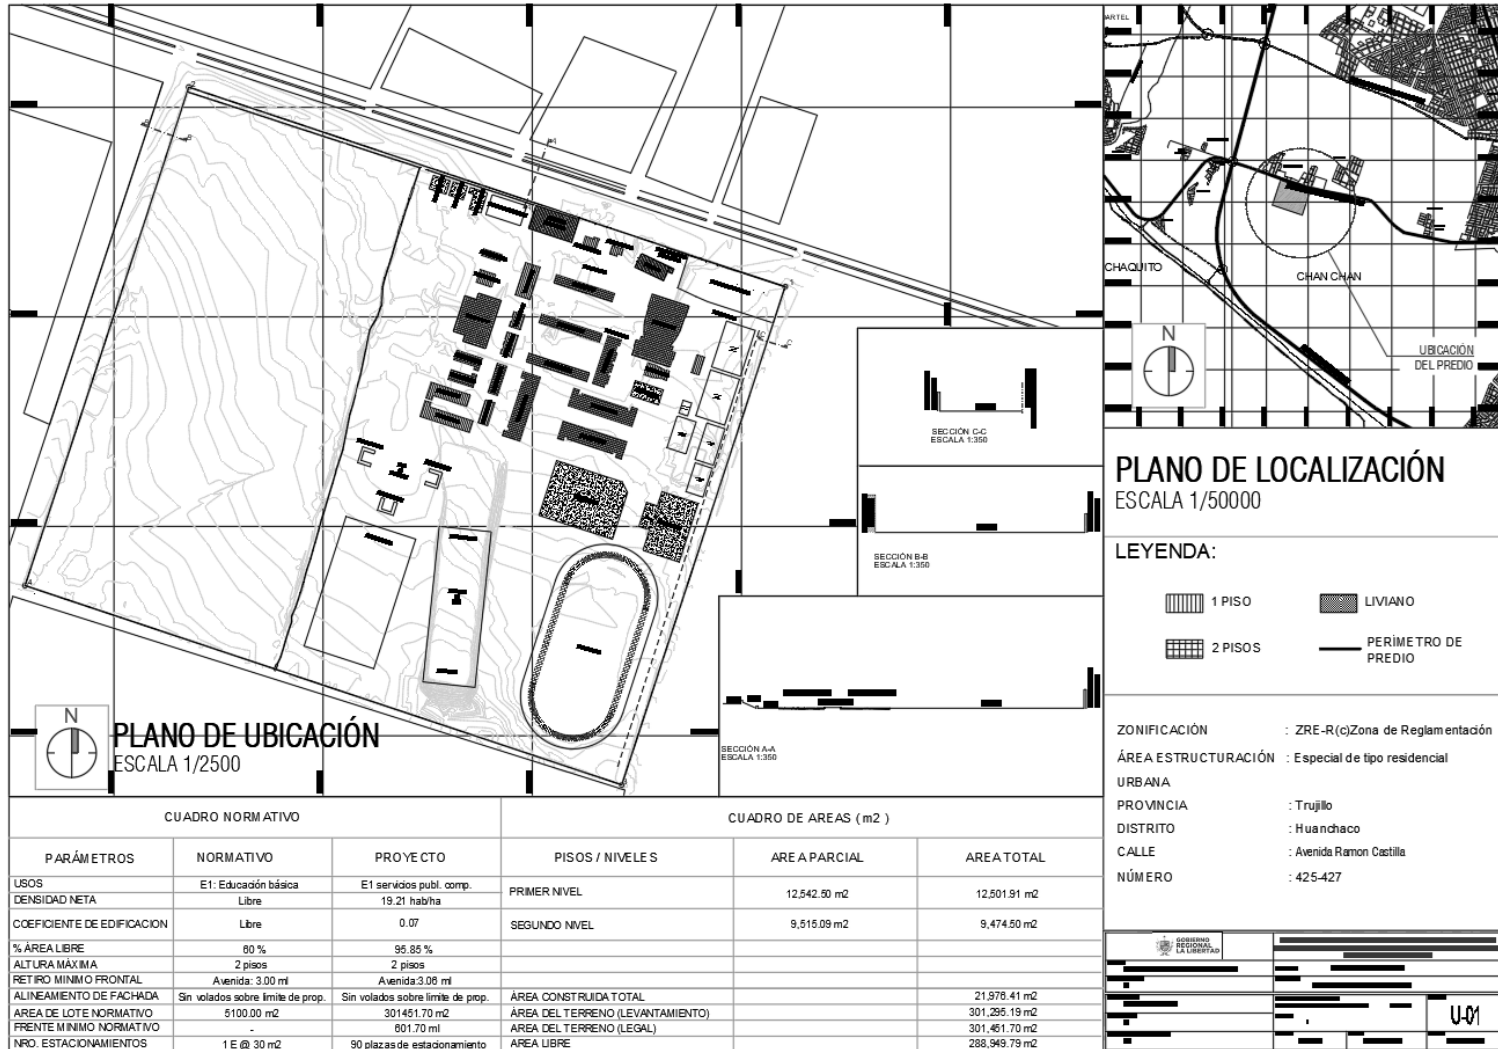 ARTEL
CHAQUITO
CHAN CHAN
N
UBICACIÓN
DEL PREDIO
SECCIÓN C-C
ESCALA 1:350
SECCIÓN B-B
ESCALA 1:350
SECCIÓN A-A
ESCALA 1:350
N
PLANO DE UBICACIÓN
ESCALA 1/2500
PLANO DE LOCALIZACIÓN
ESCALA 1/50000
LEYENDA:
1 PISO
LIVIANO
2 PISOS
PERÍMETRO DE
PREDIO
ZONIFICACIÓN : ZRE-R(c)Zona de Reglamentación
ÁREA ESTRUCTURACIÓN : Especial de tipo residencial
URBANA
PROVINCIA : Trujillo
DISTRITO : Huanchaco
CALLE : Avenida Ramon Castilla
NÚMERO : 425-427
GOBIERNO
REGIONAL
LA LIBERTAD
U-01
CUADRO NORMATIVO
PARÁMETROS NORMATIVO PROYECTO
USOS E1: Educación básica E1 servicios publ. comp.
DENSIDAD NETA Libre 19.21 hab/ha
COEFICIENTE DE EDIFICACION Libre 0.07
% ÁREA LIBRE 60 % 95.85 %
ALTURA MÁXIMA 2 pisos 2 pisos
RETIRO MINIMO FRONTAL Avenida: 3.00 ml Avenida:3.06 ml
ALINEAMIENTO DE FACHADA Sin volados sobre limite de prop. Sin volados sobre limite de prop.
AREA DE LOTE NORMATIVO 5100.00 m2 301451.70 m2
FRENTE MINIMO NORMATIVO - 601.70 ml
NRO. ESTACIONAMIENTOS 1 E @ 30 m2 90 plazas de estacionamiento
CUADRO DE AREAS ( m2 )
PISOS / NIVELES AREA PARCIAL AREA TOTAL
PRIMER NIVEL 12,542.50 m2 12,501.91 m2
SEGUNDO NIVEL 9,515.09 m2 9,474.50 m2
ÁREA CONSTRUIDA TOTAL 21,976.41 m2
ÁREA DEL TERRENO (LEVANTAMIENTO) 301,295.19 m2
AREA DEL TERRENO (LEGAL) 301,451.70 m2
AREA LIBRE 288,949.79 m2